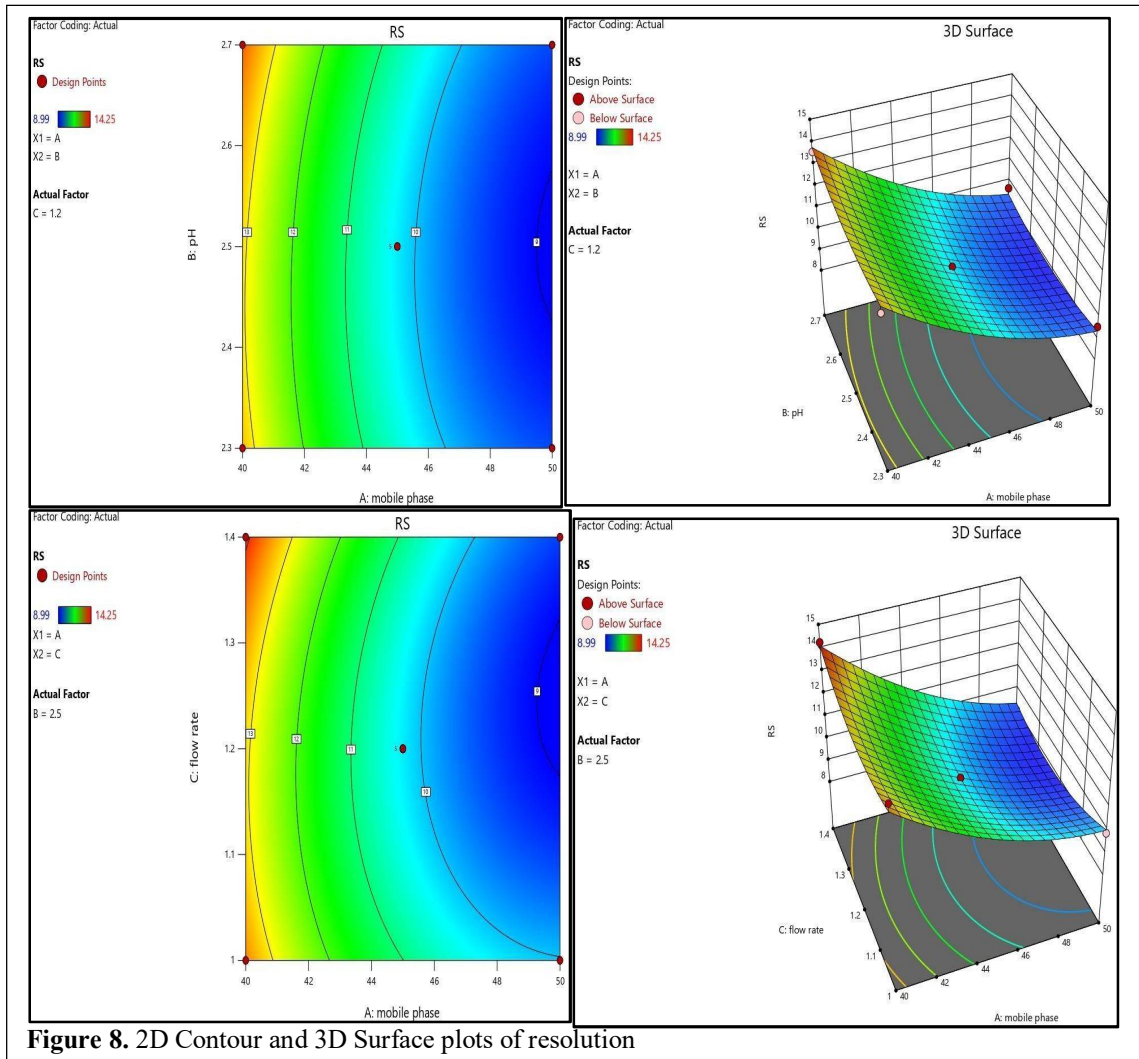 Factor Coding: Actual
RS
RS
Design Points
8.99
14.25
X1 = A
X2 = B
Actual Factor
C = 1.2
2.7
2.6
2.5
2.4
2.3
B: pH
13
12
11
10
9
5
40
42
44
46
48
50
A: mobile phase
Factor Coding: Actual
3D Surface
RS
Design Points:
Above Surface
Below Surface
8.99
14.25
X1 = A
X2 = B
Actual Factor
C = 1.2
15
14
13
12
11
10
9
8
RS
2.7
2.6
2.5
2.4
2.3
B: pH
40
42
44
46
48
50
A: mobile phase
Factor Coding: Actual
RS
RS
Design Points
8.99
14.25
X1 = A
X2 = C
Actual Factor
B = 2.5
1.4
1.3
1.2
1.1
1
C: flow rate
13
12
11
10
9
5
40
42
44
46
48
50
A: mobile phase
Factor Coding: Actual
3D Surface
RS
Design Points:
Above Surface
Below Surface
8.99
14.25
X1 = A
X2 = C
Actual Factor
B = 2.5
15
14
13
12
11
10
9
8
RS
1.4
1.3
1.2
1.1
1
C: flow rate
40
42
44
46
48
50
A: mobile phase
Figure 8. 2D Contour and 3D Surface plots of resolution